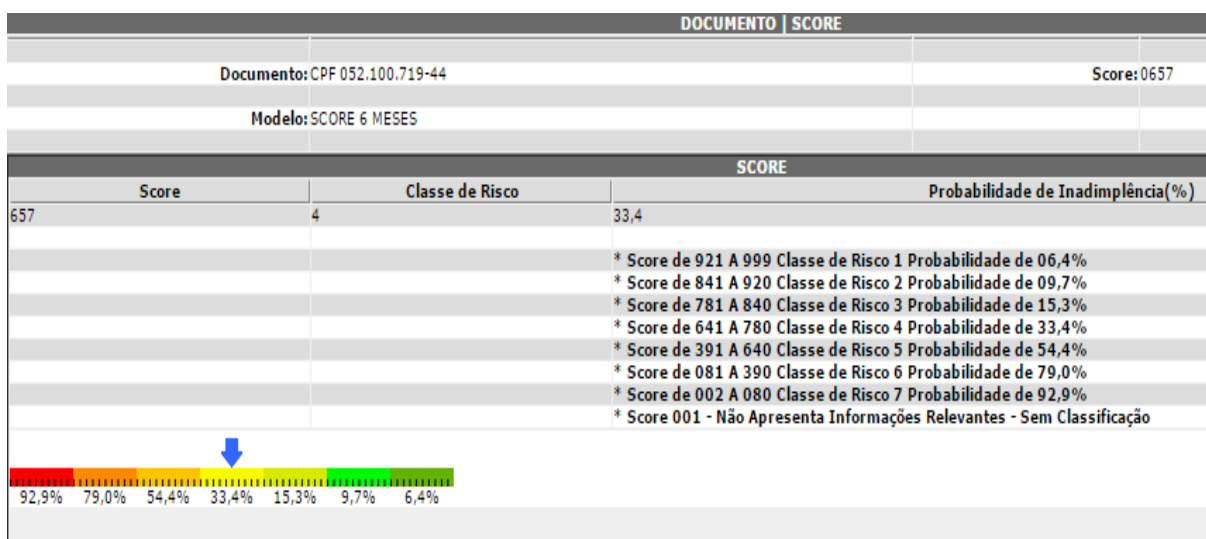 DOCUMENTO | SCORE
Documento: CPF 052.100.719-44 Score: 0657
Modelo: SCORE 6 MESES
SCORE
Score Classe de Risco Probabilidade de Inadimplência(%)
657 4 33,4
* Score de 921 A 999 Classe de Risco 1 Probabilidade de 06,4%
* Score de 841 A 920 Classe de Risco 2 Probabilidade de 09,7%
* Score de 781 A 840 Classe de Risco 3 Probabilidade de 15,3%
* Score de 641 A 780 Classe de Risco 4 Probabilidade de 33,4%
* Score de 391 A 640 Classe de Risco 5 Probabilidade de 54,4%
* Score de 081 A 390 Classe de Risco 6 Probabilidade de 79,0%
* Score de 002 A 080 Classe de Risco 7 Probabilidade de 92,9%
* Score 001 - Não Apresenta Informações Relevantes - Sem Classificação
92,9% 79,0% 54,4% 33,4% 15,3% 9,7% 6,4%